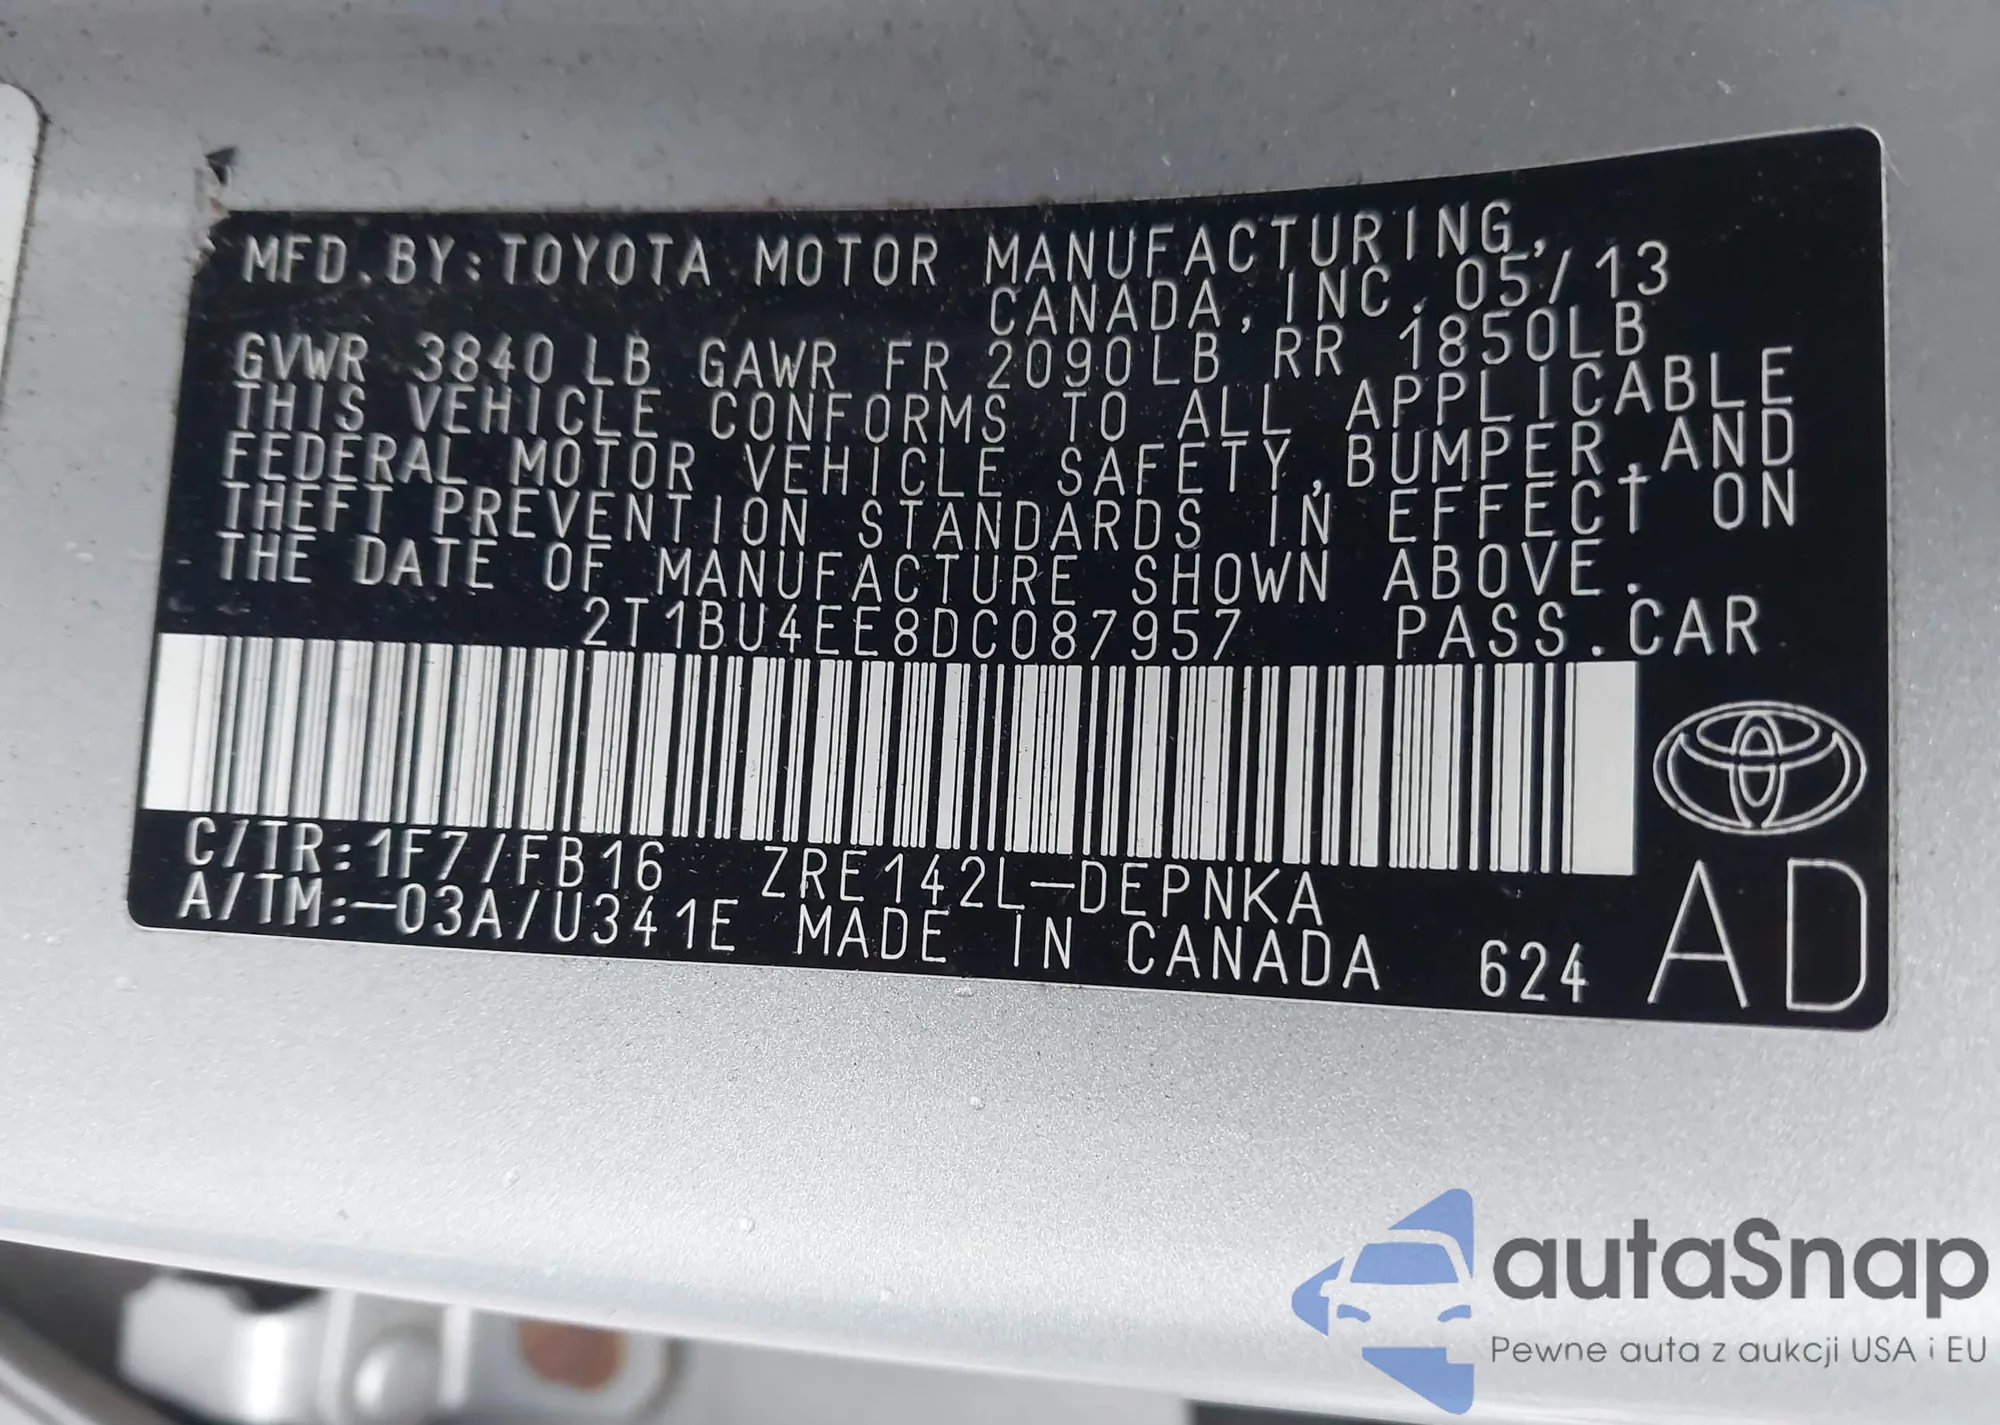 MFD. BY: TOYOTA MOTOR MANUFACTURING,
CANADA, INC. 05/13
GVWR 3840 LB GAWR FR 2090LB RR 1850LB
THIS VEHICLE CONFORMS TO ALL APPLICABLE
FEDERAL MOTOR VEHICLE SAFETY, BUMPER, AND
THEFT PREVENTION STANDARDS IN EFFECT ON
THE DATE OF MANUFACTURE SHOWN ABOVE.
2T1BU4EE8DC087957 PASS. CAR
C/TR: 1F7/FB16 ZRE142L-DEPNKA
A/TM: -03A/U341E MADE IN CANADA 624
AD
autaSnap
Pewne auta z aukcji USA i EU